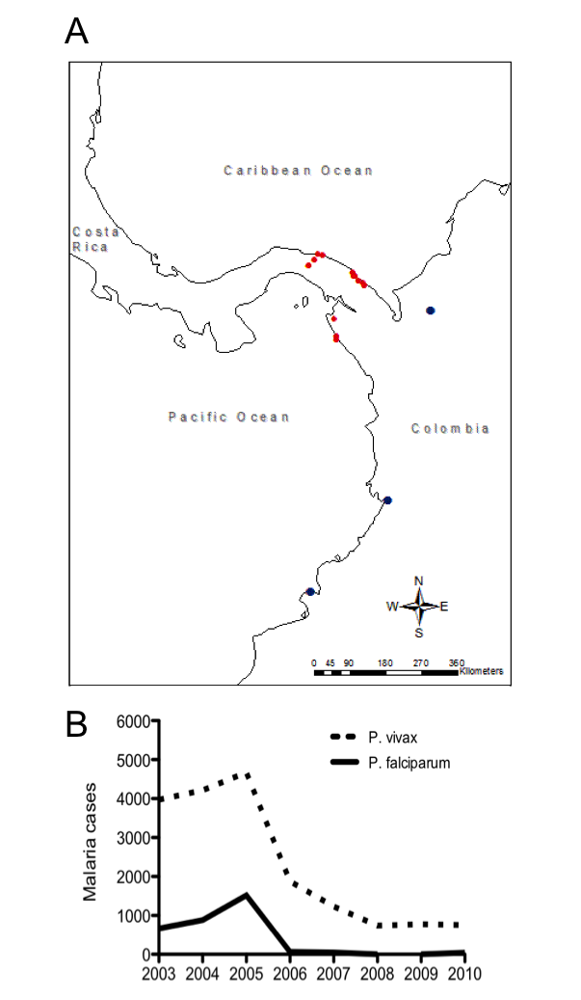 A
Caribbean Ocean
Costa
Rica
Pacific Ocean
Colombia
N
W E
S
0 45 90 180 270 360
Kilometers
B
6000
5000
4000
3000
2000
1000
0
Malaria cases
P. vivax
P. falciparum
2003 2004 2005 2006 2007 2008 2009 2010